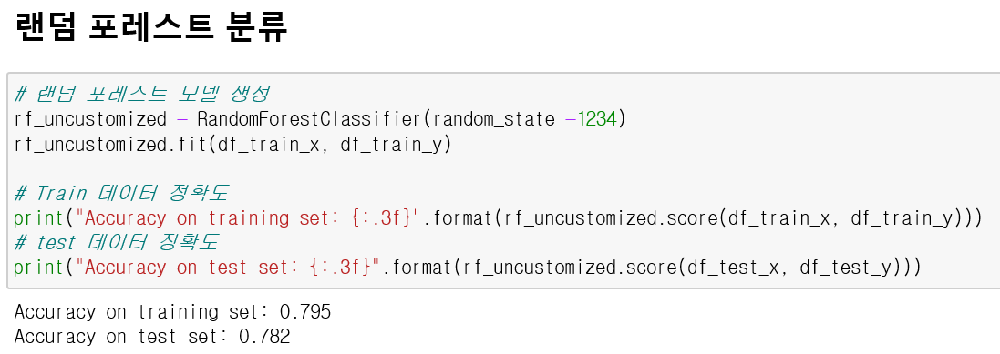 랜덤 포레스트 분류
# 랜덤 포레스트 모델 생성
rf_uncustomized = RandomForestClassifier(random_state =1234)
rf_uncustomized.fit(df_train_x, df_train_y)
# Train 데이터 정확도
print("Accuracy on training set: {:.3f}".format(rf_uncustomized.score(df_train_x, df_train_y)))
# test 데이터 정확도
print("Accuracy on test set: {:.3f}".format(rf_uncustomized.score(df_test_x, df_test_y)))
Accuracy on training set: 0.795
Accuracy on test set: 0.782